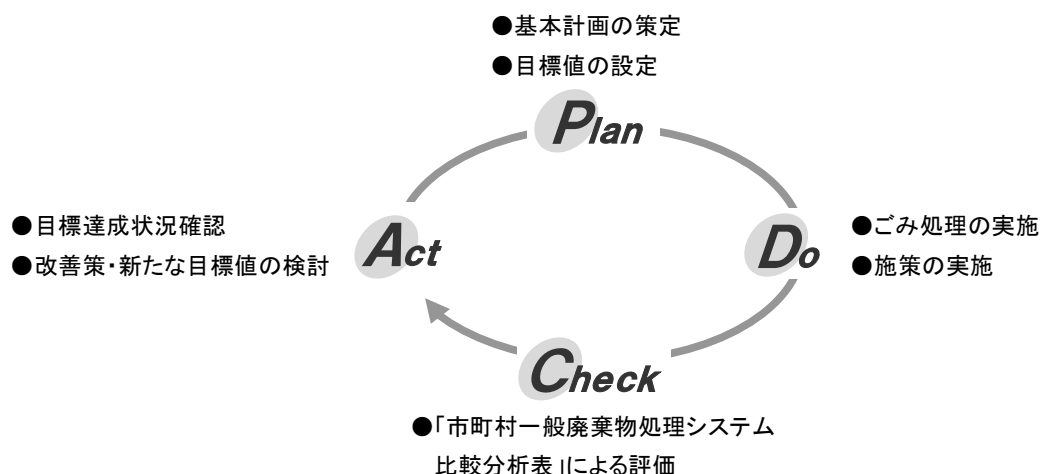 ●基本計画の策定
●目標値の設定
Plan
●目標達成状況確認
●改善策・新たな目標値の検討
Act
Do
●ごみ処理の実施
●施策の実施
Check
●「市町村一般廃棄物処理システム
比較分析表」による評価